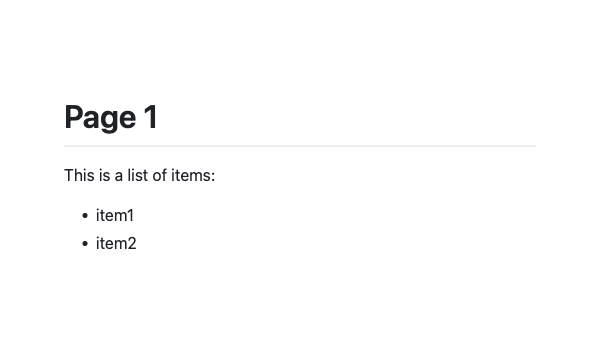 Page 1
This is a list of items:
• item1
• item2